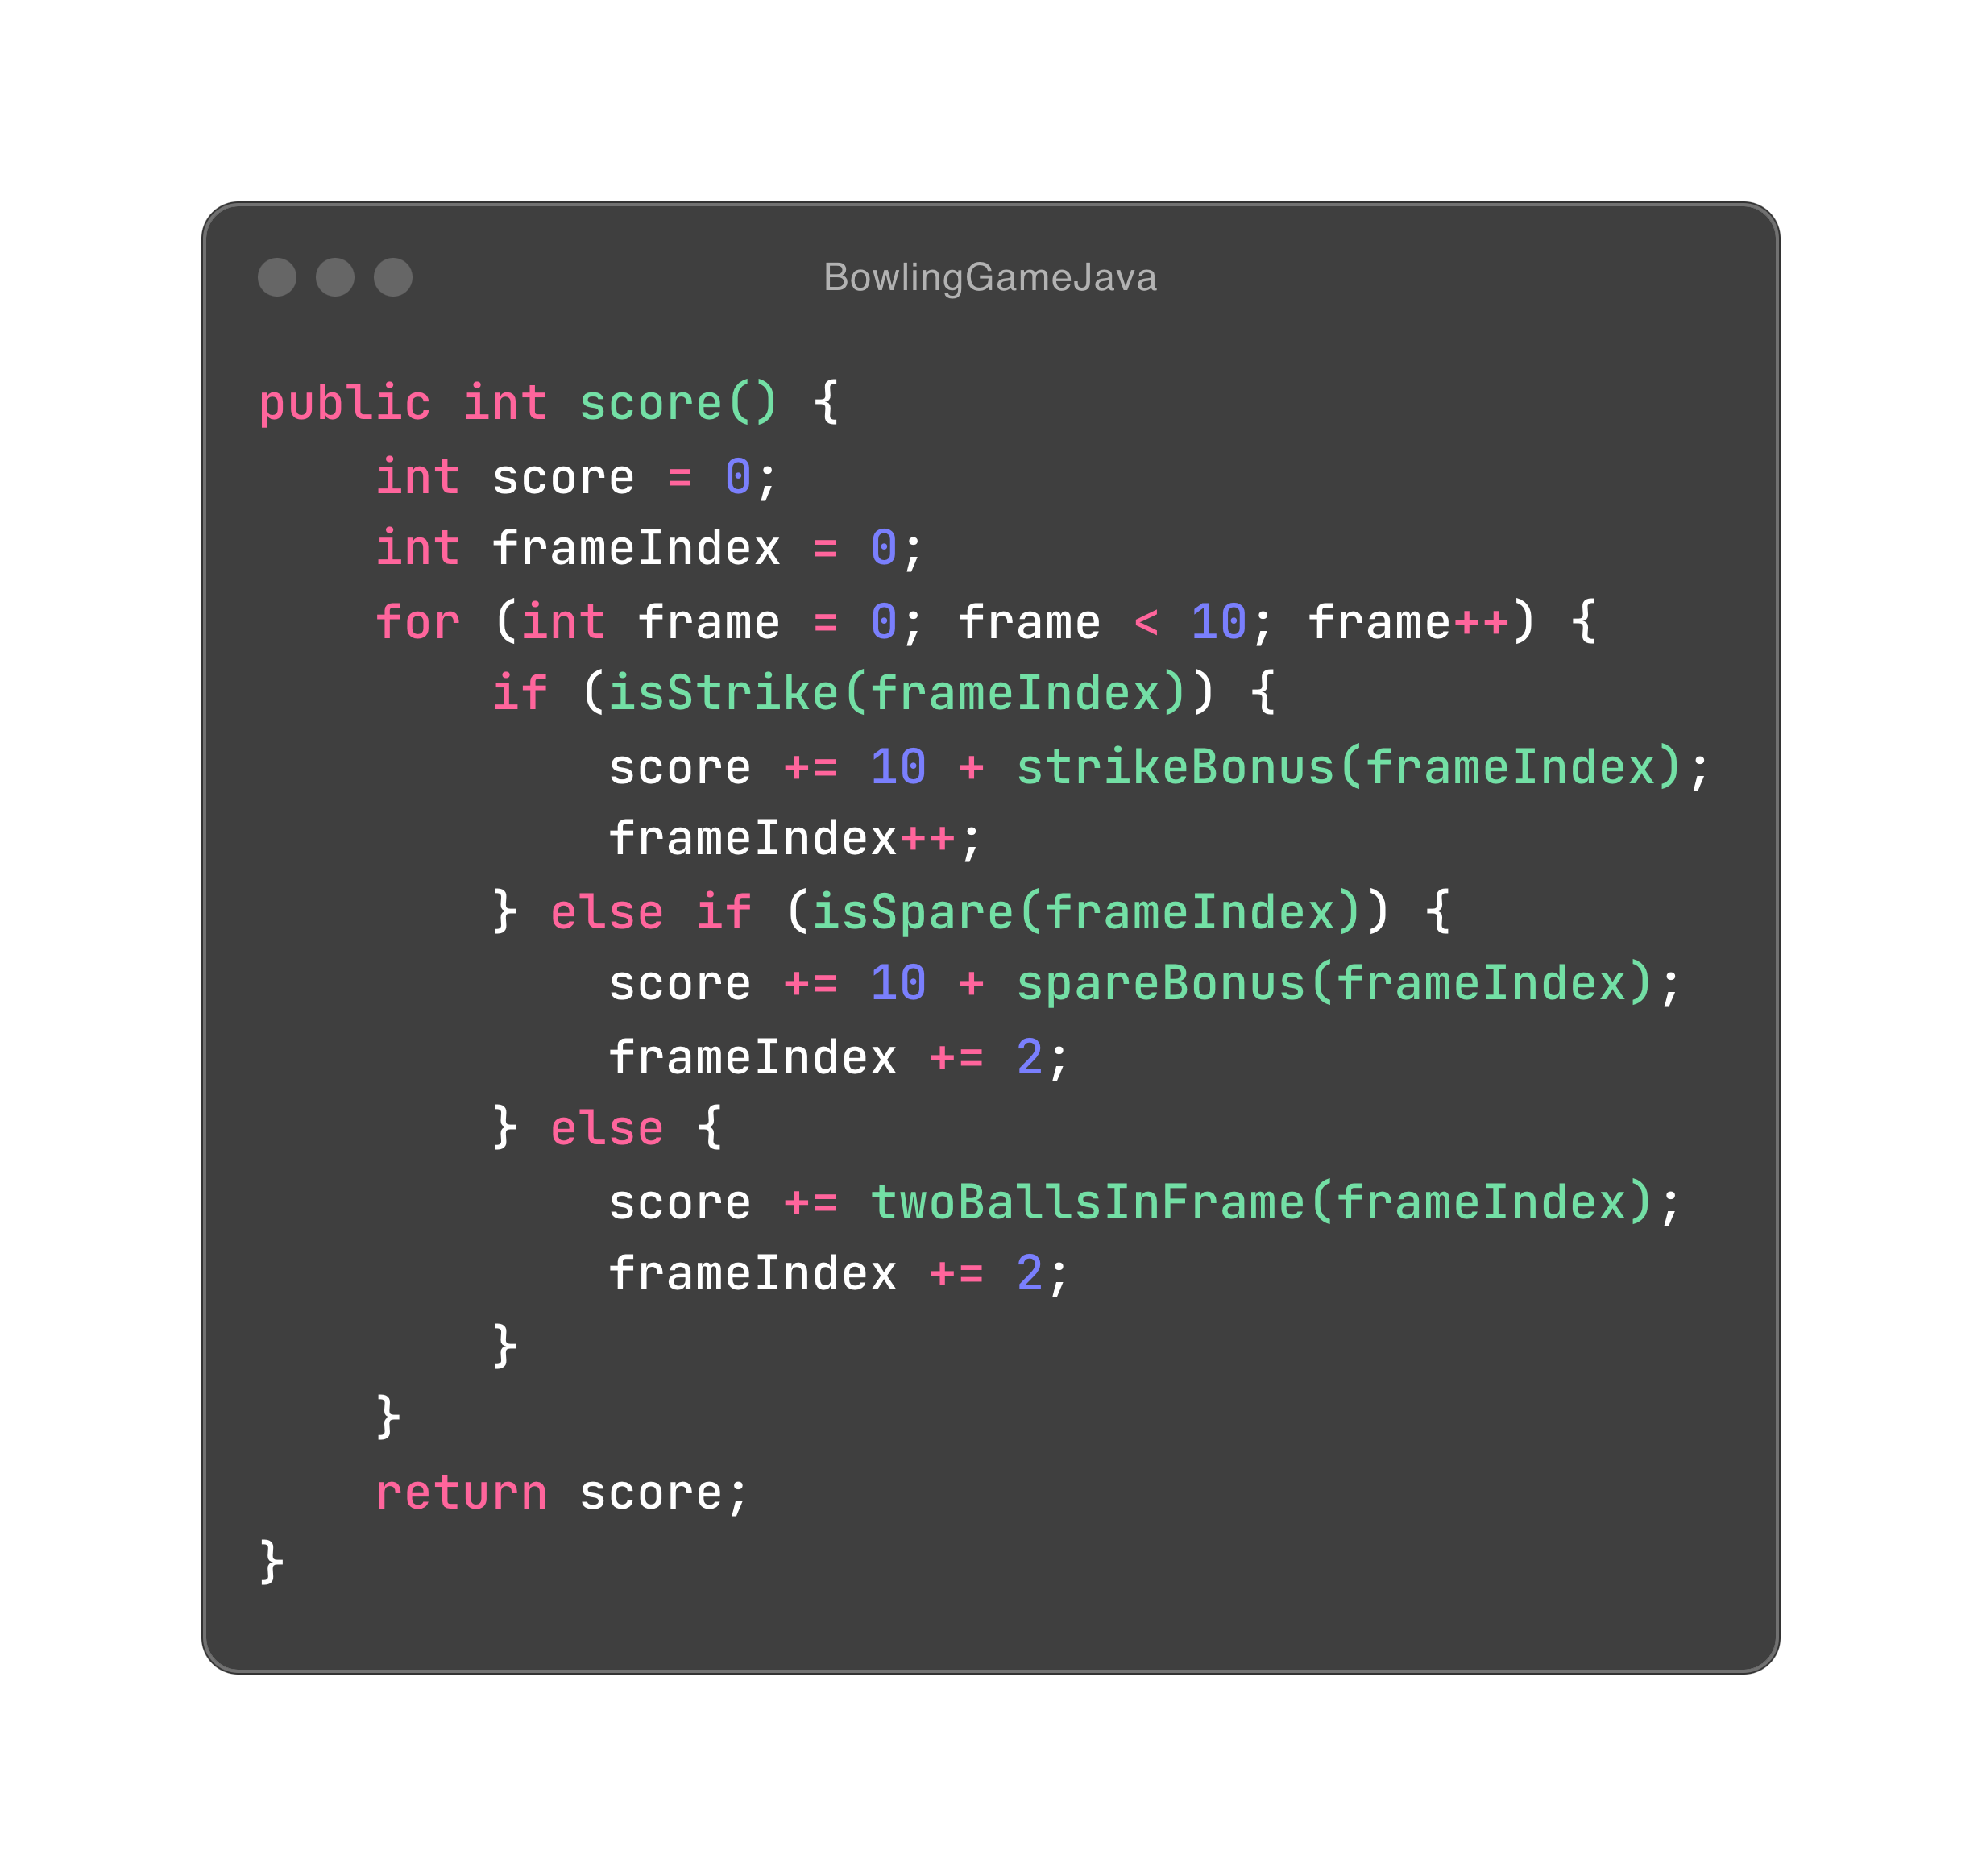 BowlingGameJava
public int score() {
    int score = 0;
    int frameIndex = 0;
    for (int frame = 0; frame < 10; frame++) {
        if (isStrike(frameIndex)) {
            score += 10 + strikeBonus(frameIndex);
            frameIndex++;
        } else if (isSpare(frameIndex)) {
            score += 10 + spareBonus(frameIndex);
            frameIndex += 2;
        } else {
            score += twoBallsInFrame(frameIndex);
            frameIndex += 2;
        }
    }
    return score;
}